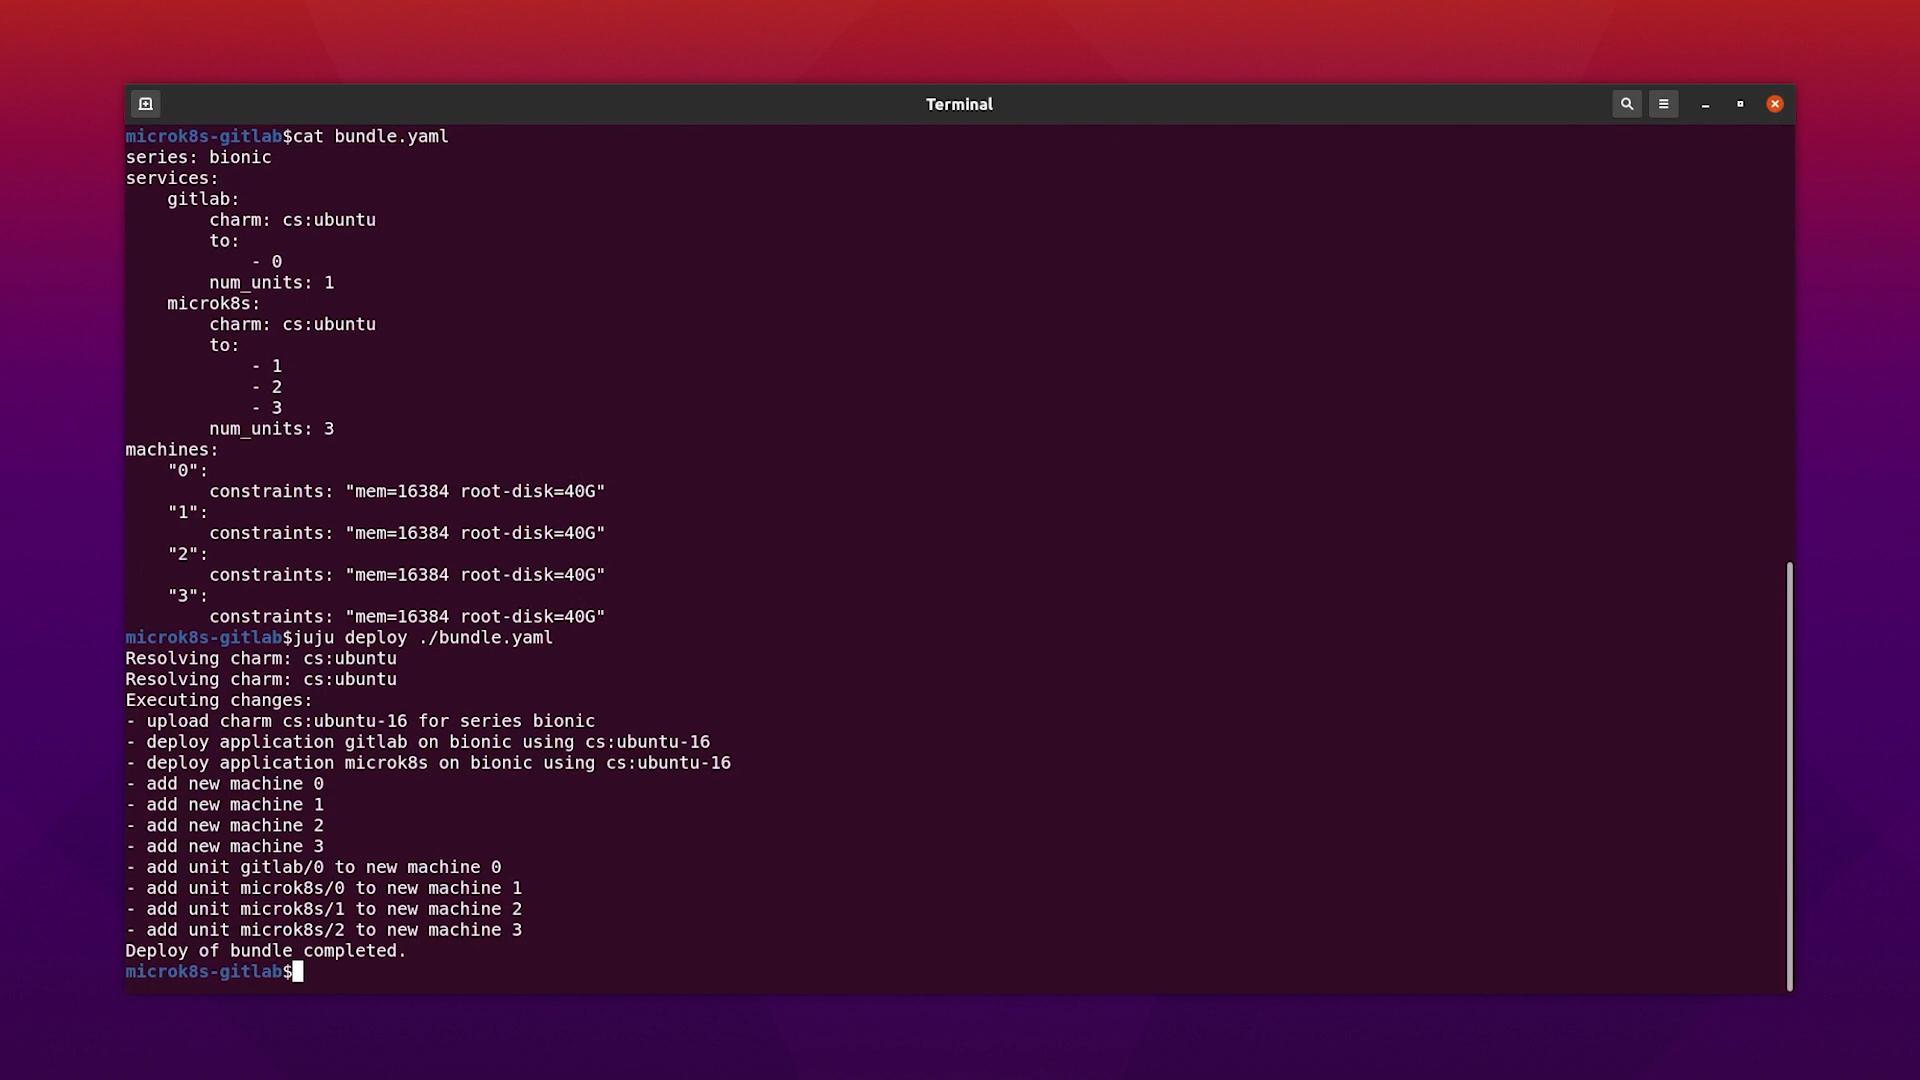 Terminal
microk8s-gitlab$cat bundle.yaml
series: bionic
services:
    gitlab:
        charm: cs:ubuntu
        to:
            - 0
        num_units: 1
    microk8s:
        charm: cs:ubuntu
        to:
            - 1
            - 2
            - 3
        num_units: 3
machines:
    "0":
        constraints: "mem=16384 root-disk=40G"
    "1":
        constraints: "mem=16384 root-disk=40G"
    "2":
        constraints: "mem=16384 root-disk=40G"
    "3":
        constraints: "mem=16384 root-disk=40G"
microk8s-gitlab$juju deploy ./bundle.yaml
Resolving charm: cs:ubuntu
Resolving charm: cs:ubuntu
Executing changes:
- upload charm cs:ubuntu-16 for series bionic
- deploy application gitlab on bionic using cs:ubuntu-16
- deploy application microk8s on bionic using cs:ubuntu-16
- add new machine 0
- add new machine 1
- add new machine 2
- add new machine 3
- add unit gitlab/0 to new machine 0
- add unit microk8s/0 to new machine 1
- add unit microk8s/1 to new machine 2
- add unit microk8s/2 to new machine 3
Deploy of bundle completed.
microk8s-gitlab$